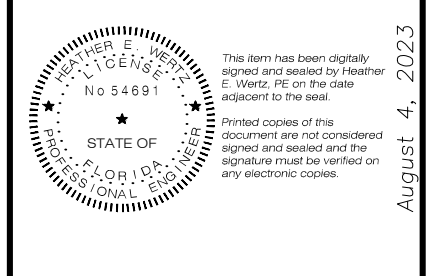 HEATHER E. WERTZ
LICENSE
No 54691
STATE OF
FLORIDA
PROFESSIONAL ENGINEER
This item has been digitally
signed and sealed by Heather
E. Wertz, PE on the date
adjacent to the seal.
Printed copies of this
document are not considered
signed and sealed and the
signature must be verified on
any electronic copies.
August 4, 2023